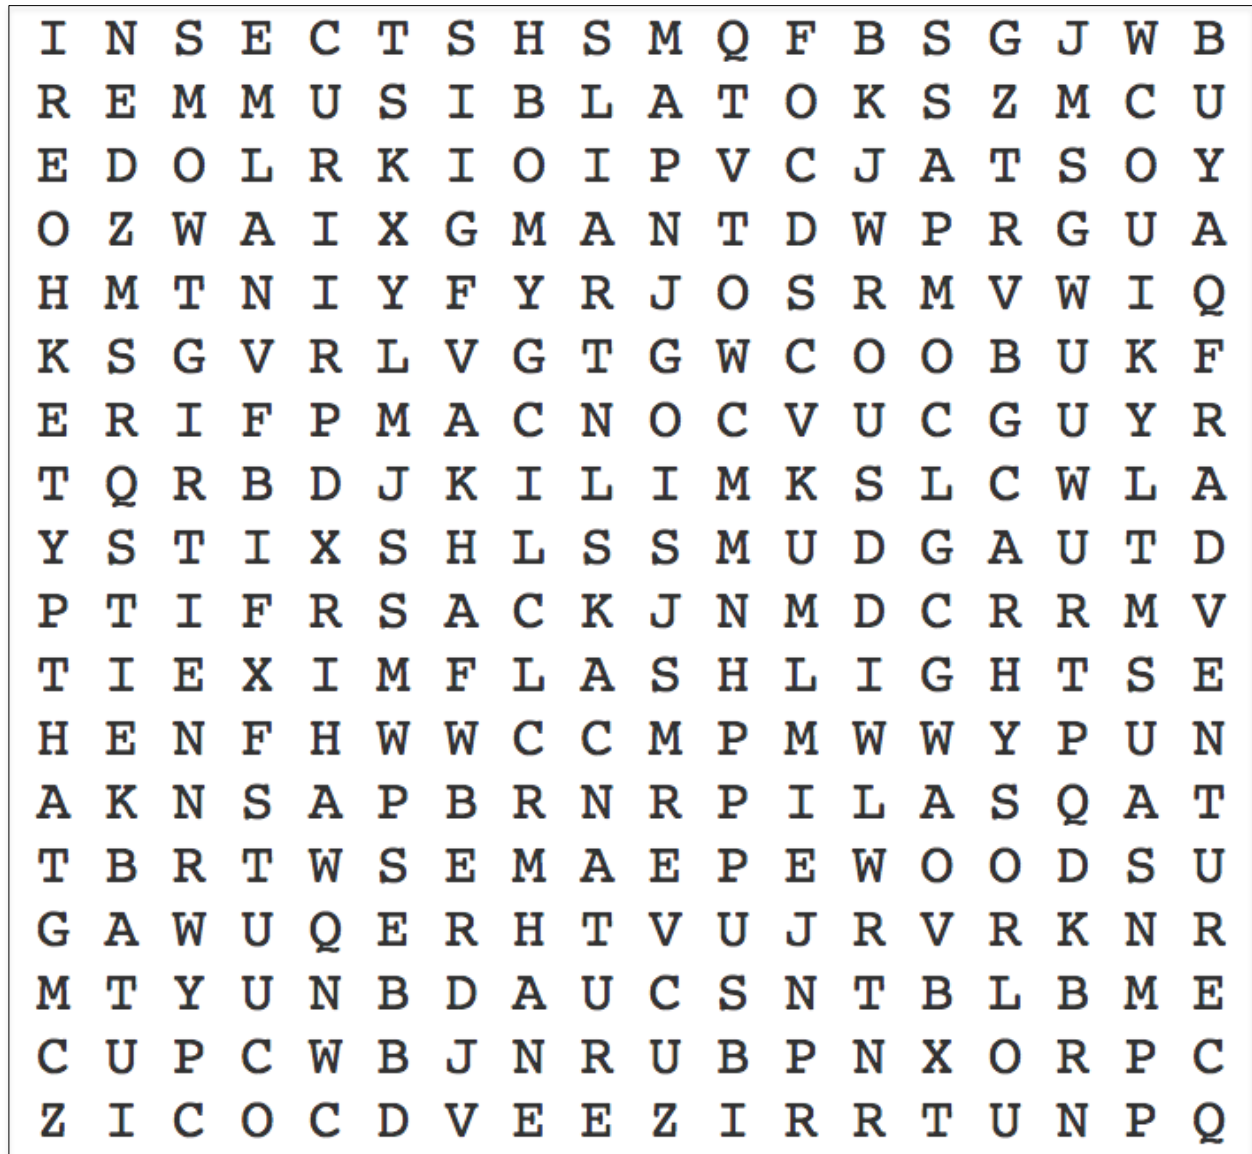 I N S E C T S H S M Q F B S G J W B
R E M M U S I B L A T O K S Z M C U
E D O L R K I O I P V C J A T S O Y
O Z W A I X G M A N T D W P R G U A
H M T N I Y F Y R J O S R M V W I Q
K S G V R L V G T G W C O O B U K F
E R I F P M A C N O C V U C G U Y R
T Q R B D J K I L I M K S L C W L A
Y S T I X S H L S S M U D G A U T D
P T I F R S A C K J N M D C R R M V
T I E X I M F L A S H L I G H T S E
H E N F H W W C C M P M W W Y P U N
A K N S A P B R N R P I L A S Q A T
T B R T W S E M A E P E W O O D S U
G A W U Q E R H T V U J R V R K N R
M T Y U N B D A U C S N T B L B M E
C U P C W B J N R U B P N X O R P C
Z I C O C D V E E Z I R R T U N P Q